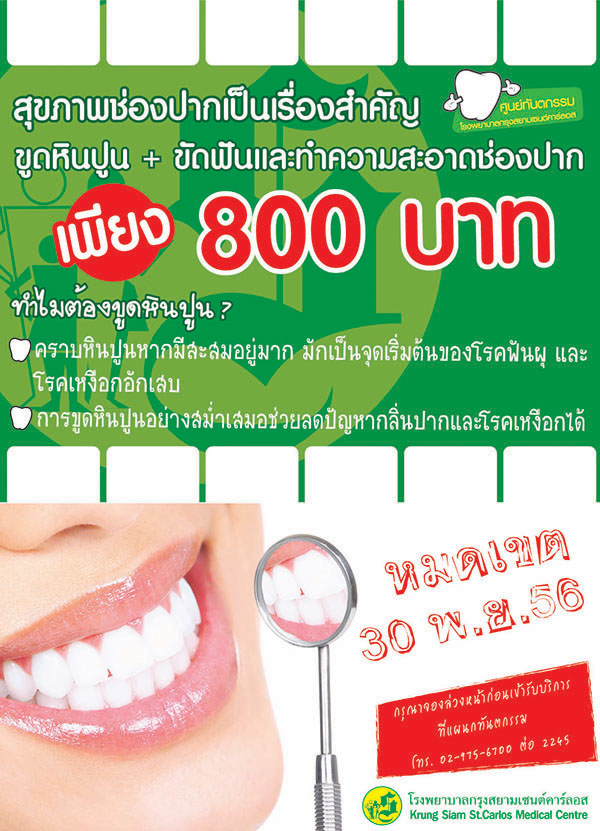 สุขภาพช่องปากเป็นเรื่องสำคัญ
ศูนย์ทันตกรรม
โรงพยาบาลกรุงสยามเซนต์คาร์ลอส
ขูดหินปูน + ขัดฟันและทำความสะอาดช่องปาก
เพียง 800 บาท
ทำไมต้องขูดหินปูน ?
คราบหินปูนหากมีสะสมอยู่มาก มักเป็นจุดเริ่มต้นของโรคฟันผุ และ
โรคเหงือกอักเสบ
การขูดหินปูนอย่างสม่ำเสมอช่วยลดปัญหากลิ่นปากและโรคเหงือกได้
หมดเขต
30 พ.ย.56
กรุณาจองล่วงหน้าก่อนเข้ารับบริการ
ที่แผนกทันตกรรม
โทร. 02-975-6700 ต่อ 2245
โรงพยาบาลกรุงสยามเซนต์คาร์ลอส
Krung Siam St.Carlos Medical Centre